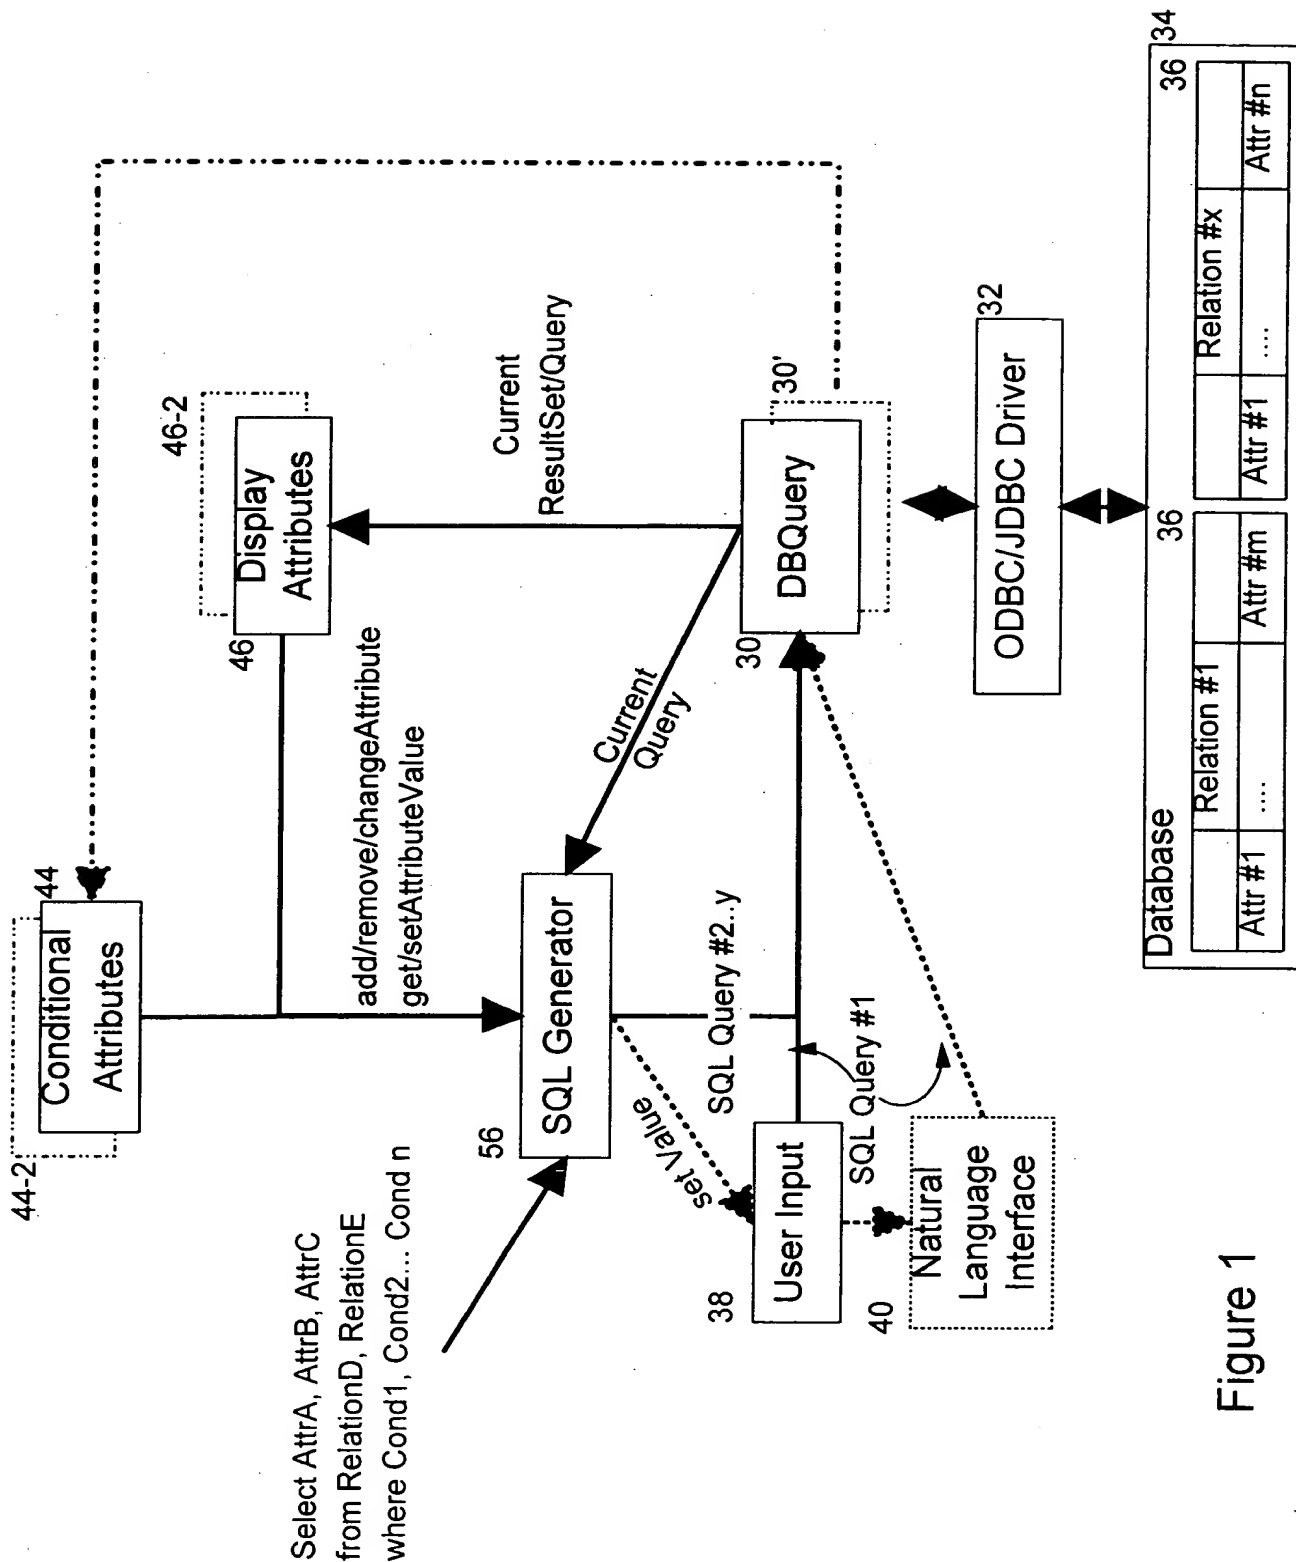 44-2
Conditional
Attributes
44
46-2
Display
Attributes
46
add/remove/changeAttribute
get/setAttributeValue
Current
ResultSet/Query
Select AttrA, AttrB, AttrC
from RelationD, RelationE
where Cond1, Cond2... Cond n
56
SQL Generator
Current
Query
30'
DBQuery
30
set Value
SQL Query #2..y
38
User Input
SQL Query #1
40
Natural
Language
Interface
32
ODBC/JDBC Driver
34
Database
36
36
Relation #1
Attr #1
....
Attr #m
Relation #x
Attr #1
....
Attr #n
Figure 1